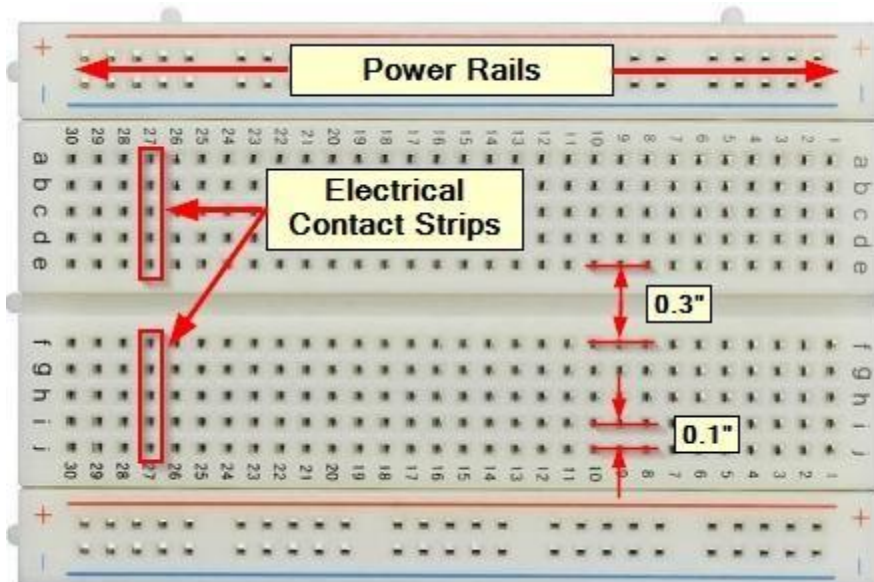 + +
Power Rails
− −
30 29 28 27 26 25 24 23 22 21 20 19 18 17 16 15 14 13 12 11 10 9 8 7 6 5 4 3 2 1
a a
b b
Electrical
Contact Strips
c c
d d
e e
0.3"
f f
g g
h h
i i
0.1"
j j
30 29 28 27 26 25 24 23 22 21 20 19 18 17 16 15 14 13 12 11 10 9 8 7 6 5 4 3 2 1
+ +
− −